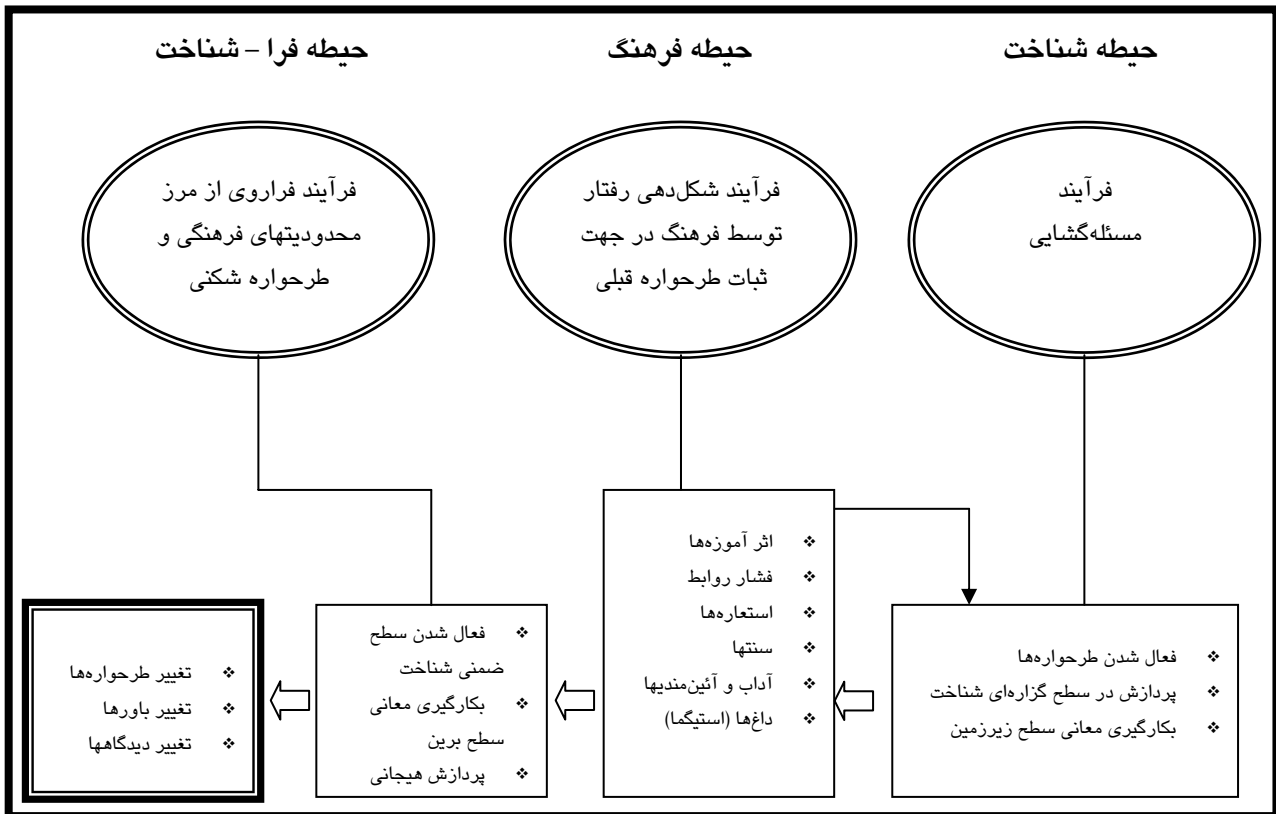 حیطه شناخت
حیطه فرهنگ
حیطه فرا – شناخت
فرآیند
مسئله‌گشایی
فرآیند شکل‌دهی رفتار
توسط فرهنگ در جهت
ثبات طرحواره قبلی
فرآیند فراروی از مرز
محدودیتهای فرهنگی و
طرحواره شکنی
❖ فعال شدن طرحواره‌ها
❖ پردازش در سطح گزاره‌ای شناخت
❖ بکارگیری معانی سطح زیرزمین
❖ اثر آموزه‌ها
❖ فشار روابط
❖ استعاره‌ها
❖ سنتها
❖ آداب و آئین‌مندیها
❖ داغ‌ها (استیگما)
❖ فعال شدن سطح
ضمنی شناخت
❖ بکارگیری معانی
سطح برین
❖ پردازش هیجانی
❖ تغییر طرحواره‌ها
❖ تغییر باورها
❖ تغییر دیدگاهها